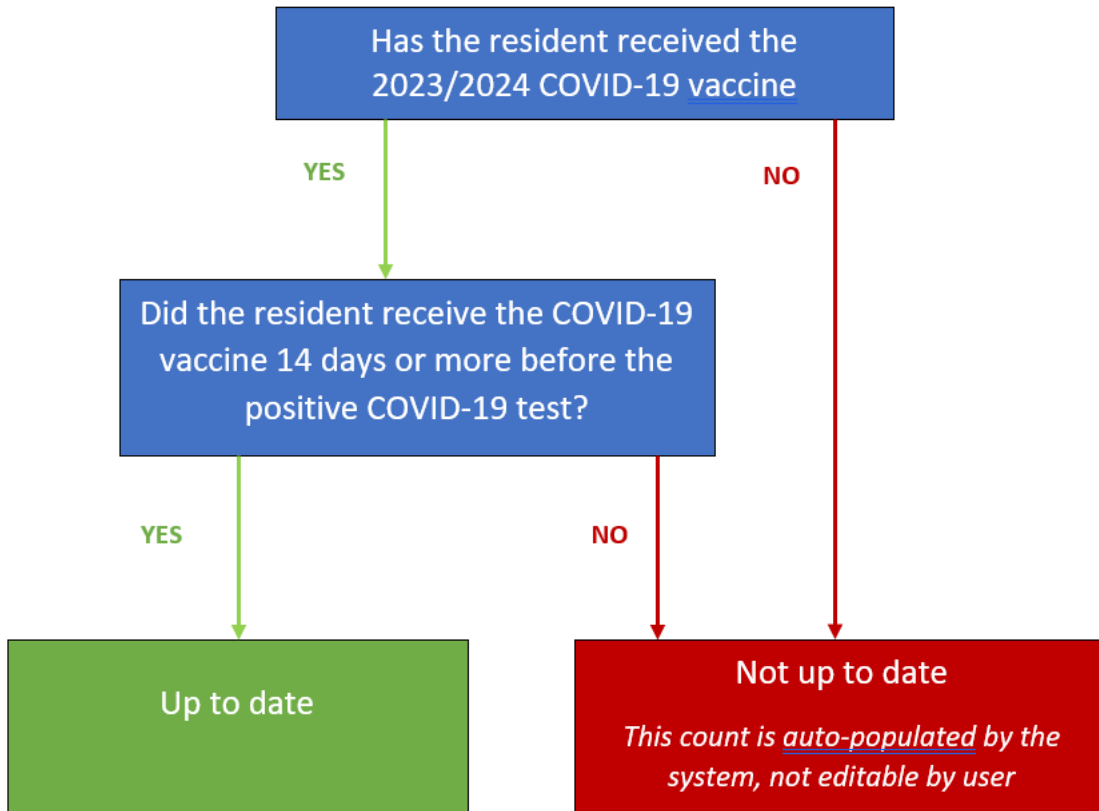 Has the resident received the
2023/2024 COVID-19 vaccine
YES
NO
Did the resident receive the COVID-19
vaccine 14 days or more before the
positive COVID-19 test?
YES
NO
Up to date
Not up to date
This count is auto-populated by the
system, not editable by user